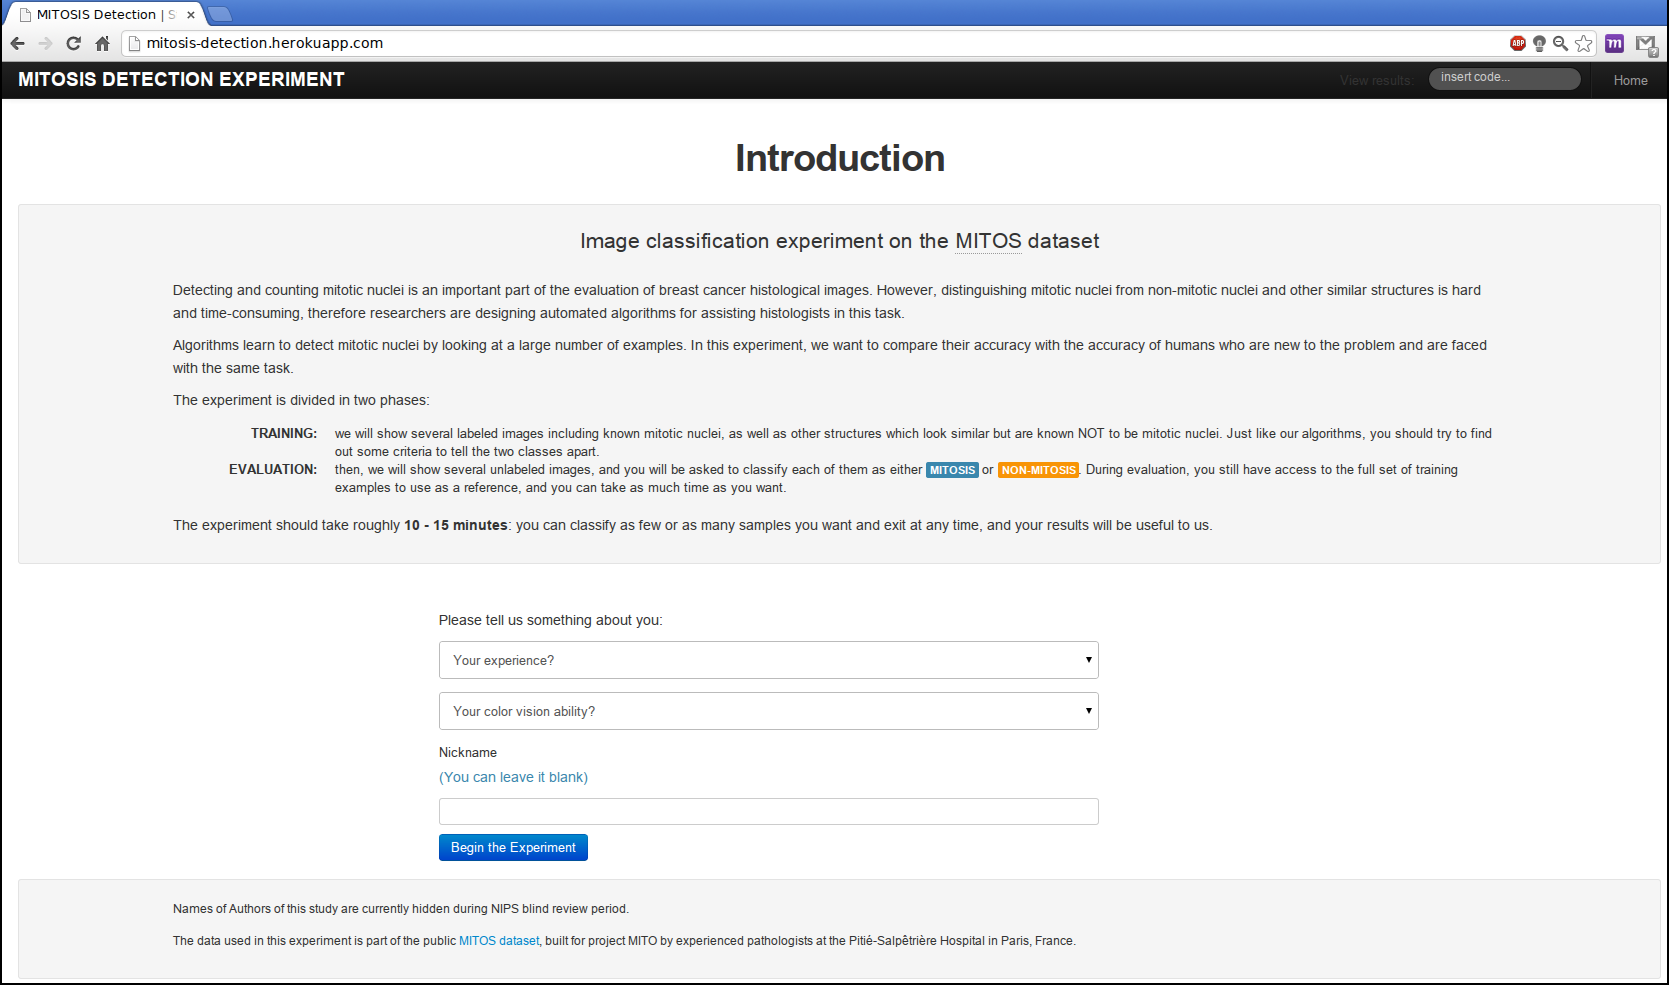 MITOSIS Detection | S
mitosis-detection.herokuapp.com
ABP
m
MITOSIS DETECTION EXPERIMENT
View results:
insert code...
Home
Introduction
Image classification experiment on the MITOS dataset
Detecting and counting mitotic nuclei is an important part of the evaluation of breast cancer histological images. However, distinguishing mitotic nuclei from non-mitotic nuclei and other similar structures is hard
and time-consuming, therefore researchers are designing automated algorithms for assisting histologists in this task.
Algorithms learn to detect mitotic nuclei by looking at a large number of examples. In this experiment, we want to compare their accuracy with the accuracy of humans who are new to the problem and are faced
with the same task.
The experiment is divided in two phases:
TRAINING: we will show several labeled images including known mitotic nuclei, as well as other structures which look similar but are known NOT to be mitotic nuclei. Just like our algorithms, you should try to find
out some criteria to tell the two classes apart.
EVALUATION: then, we will show several unlabeled images, and you will be asked to classify each of them as either MITOSIS or NON-MITOSIS. During evaluation, you still have access to the full set of training
examples to use as a reference, and you can take as much time as you want.
The experiment should take roughly 10 - 15 minutes: you can classify as few or as many samples you want and exit at any time, and your results will be useful to us.
Please tell us something about you:
Your experience?
Your color vision ability?
Nickname
(You can leave it blank)
Begin the Experiment
Names of Authors of this study are currently hidden during NIPS blind review period.
The data used in this experiment is part of the public MITOS dataset, built for project MITO by experienced pathologists at the Pitié-Salpêtrière Hospital in Paris, France.